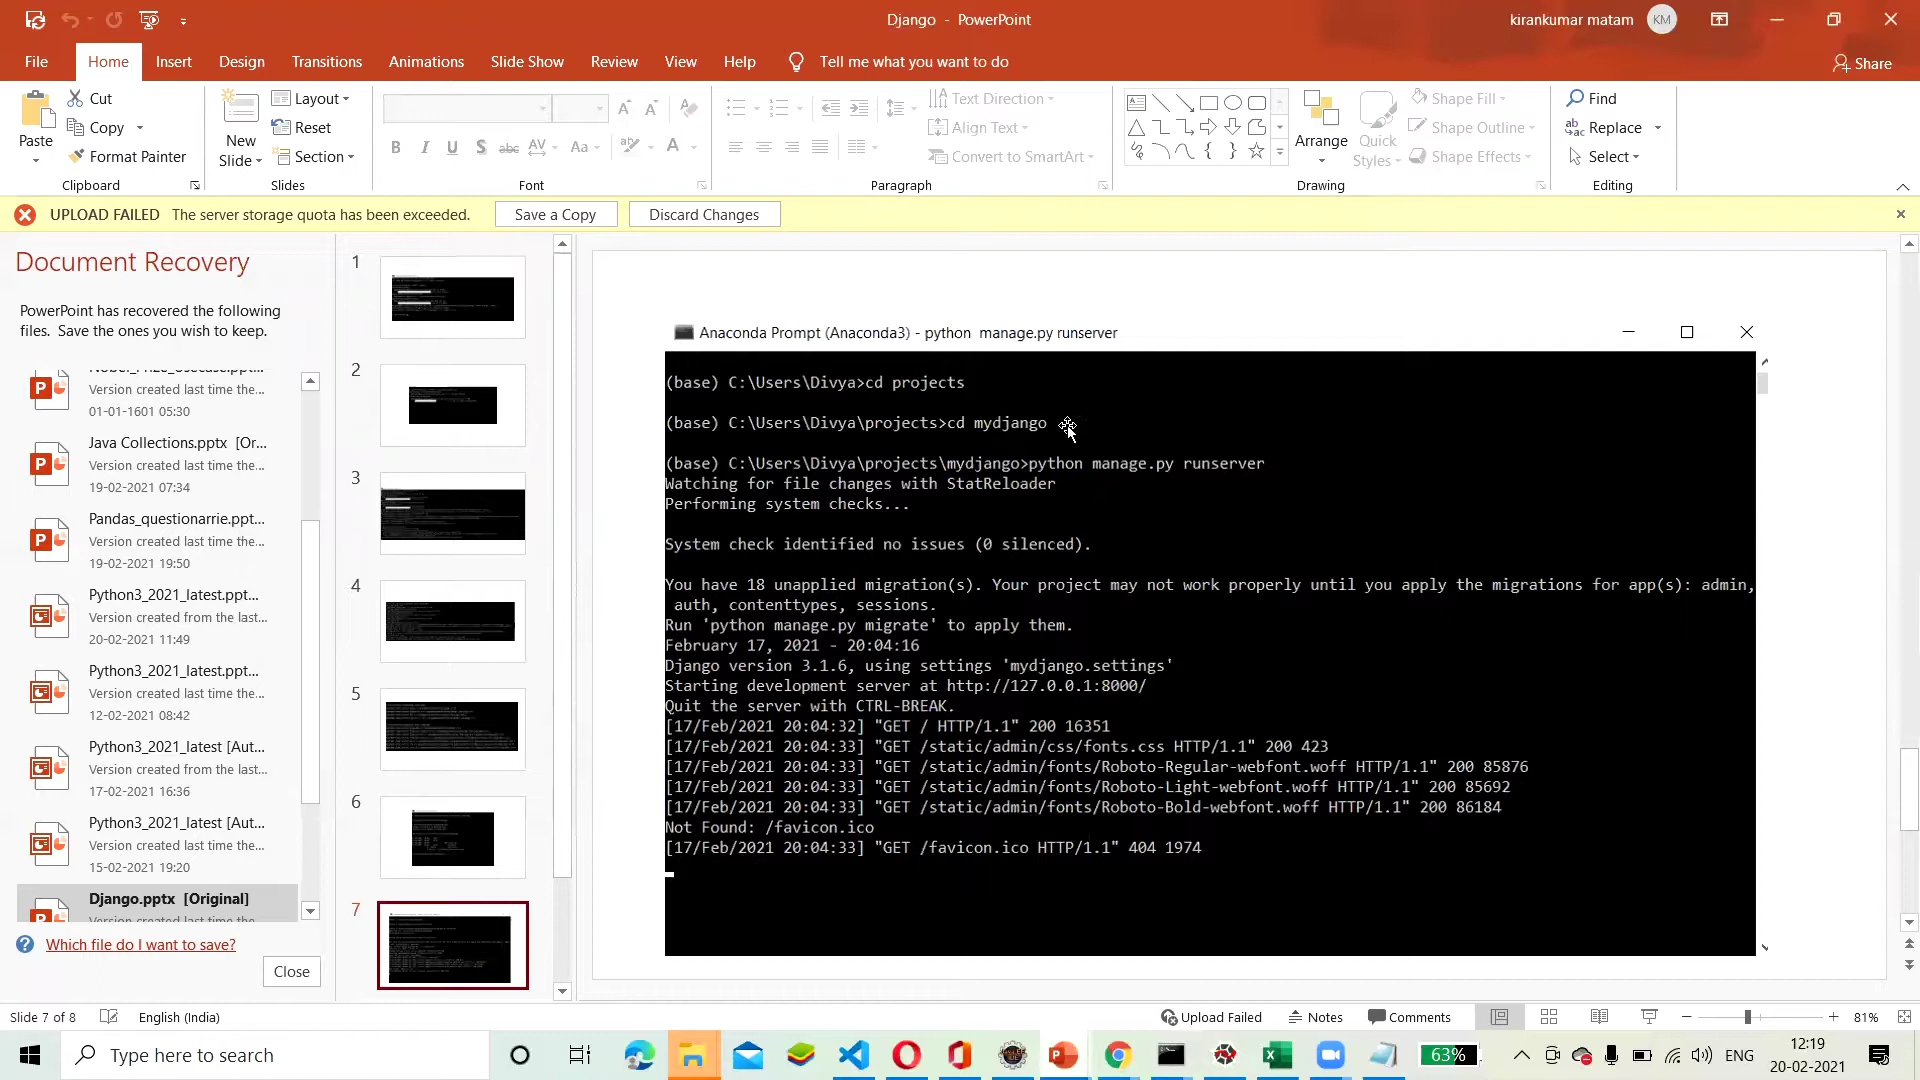 Django - PowerPoint
kirankumar matam
KM
File
Home
Insert
Design
Transitions
Animations
Slide Show
Review
View
Help
Tell me what you want to do
Share
Paste
Cut
Copy
Format Painter
Clipboard
New Slide
Layout
Reset
Section
Slides
Font
Text Direction
Align Text
Convert to SmartArt
Paragraph
Arrange
Quick Styles
Shape Fill
Shape Outline
Shape Effects
Drawing
Find
Replace
Select
Editing
UPLOAD FAILED The server storage quota has been exceeded.
Save a Copy
Discard Changes
Document Recovery
PowerPoint has recovered the following
files. Save the ones you wish to keep.
Version created last time the...
01-01-1601 05:30
Java Collections.pptx [Or...
Version created last time the...
19-02-2021 07:34
Pandas_questionarrie.ppt...
Version created last time the...
19-02-2021 19:50
Python3_2021_latest.ppt...
Version created from the last...
20-02-2021 11:49
Python3_2021_latest.ppt...
Version created last time the...
12-02-2021 08:42
Python3_2021_latest [Aut...
Version created from the last...
17-02-2021 16:36
Python3_2021_latest [Aut...
Version created last time the...
15-02-2021 19:20
Django.pptx [Original]
Version created last time the...
Which file do I want to save?
Close
1
2
3
4
5
6
7
Anaconda Prompt (Anaconda3) - python manage.py runserver
(base) C:\Users\Divya>cd projects
(base) C:\Users\Divya\projects>cd mydjango
(base) C:\Users\Divya\projects\mydjango>python manage.py runserver
Watching for file changes with StatReloader
Performing system checks...
System check identified no issues (0 silenced).
You have 18 unapplied migration(s). Your project may not work properly until you apply the migrations for app(s): admin,
auth, contenttypes, sessions.
Run 'python manage.py migrate' to apply them.
February 17, 2021 - 20:04:16
Django version 3.1.6, using settings 'mydjango.settings'
Starting development server at http://127.0.0.1:8000/
Quit the server with CTRL-BREAK.
[17/Feb/2021 20:04:32] "GET / HTTP/1.1" 200 16351
[17/Feb/2021 20:04:33] "GET /static/admin/css/fonts.css HTTP/1.1" 200 423
[17/Feb/2021 20:04:33] "GET /static/admin/fonts/Roboto-Regular-webfont.woff HTTP/1.1" 200 85876
[17/Feb/2021 20:04:33] "GET /static/admin/fonts/Roboto-Light-webfont.woff HTTP/1.1" 200 85692
[17/Feb/2021 20:04:33] "GET /static/admin/fonts/Roboto-Bold-webfont.woff HTTP/1.1" 200 86184
Not Found: /favicon.ico
[17/Feb/2021 20:04:33] "GET /favicon.ico HTTP/1.1" 404 1974
Slide 7 of 8
English (India)
Upload Failed
Notes
Comments
81%
Type here to search
63%
ENG
12:19
20-02-2021